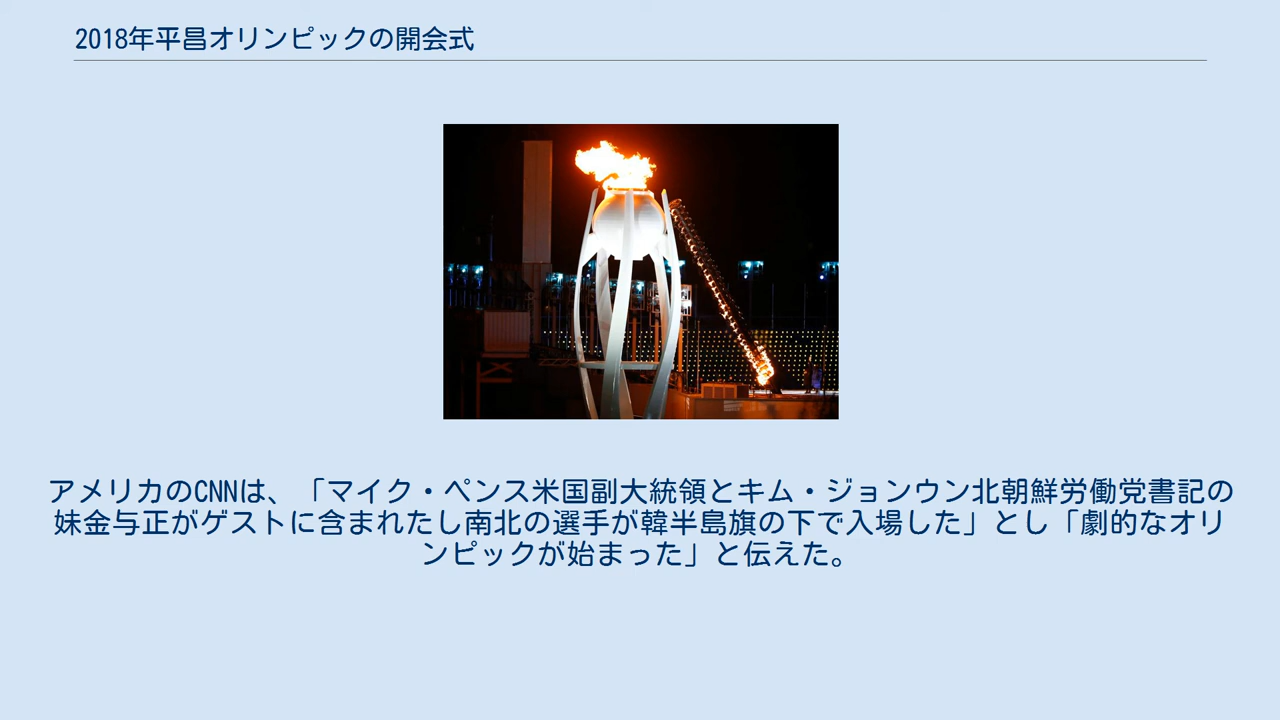 2018年平昌オリンピックの開会式
アメリカのCNNは、「マイク・ペンス米国副大統領とキム・ジョンウン北朝鮮労働党書記の
妹金与正がゲストに含まれたし南北の選手が韓半島旗の下で入場した」とし「劇的なオリ
ンピックが始まった」と伝えた。